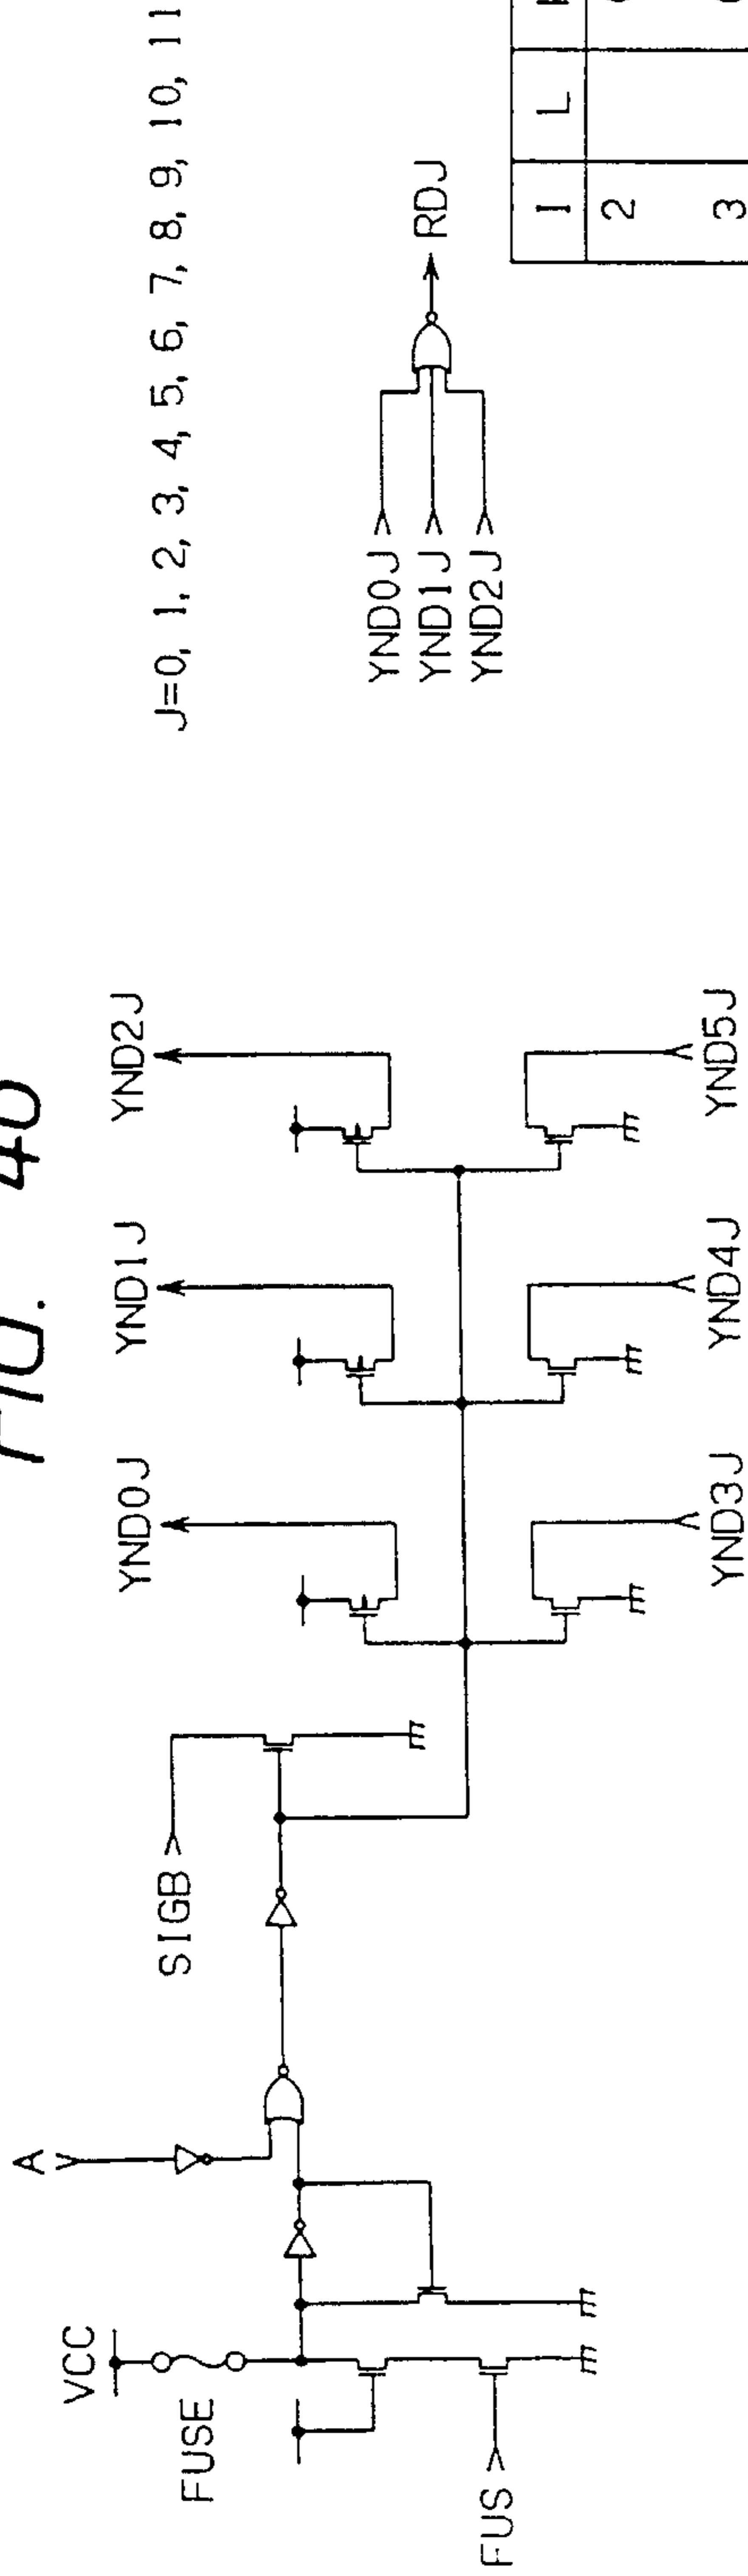 FIG. 40
VCC
FUSE
FUS
A
SIGB
YND0J
YND1J
YND2J
YND3J
YND4J
YND5J
J=0, 1, 2, 3, 4, 5, 6, 7, 8, 9, 10, 11
YND0J
YND1J
YND2J
RDJ
I L
2
3